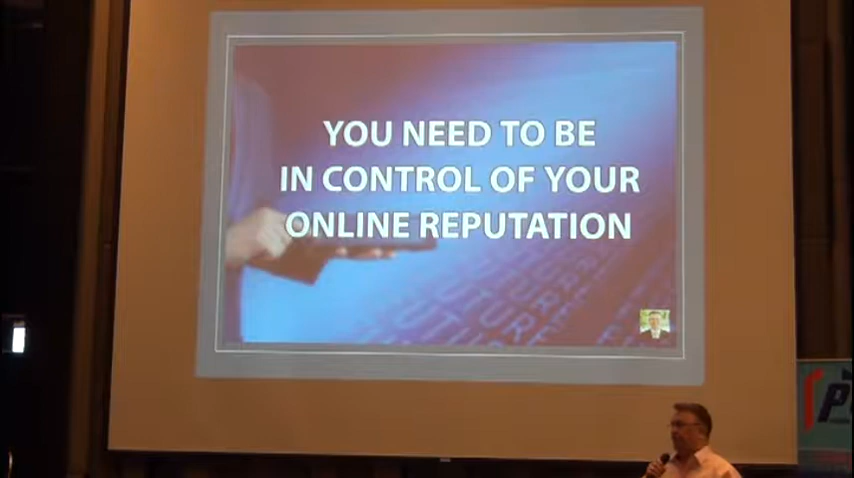 YOU NEED TO BE
IN CONTROL OF YOUR
ONLINE REPUTATION